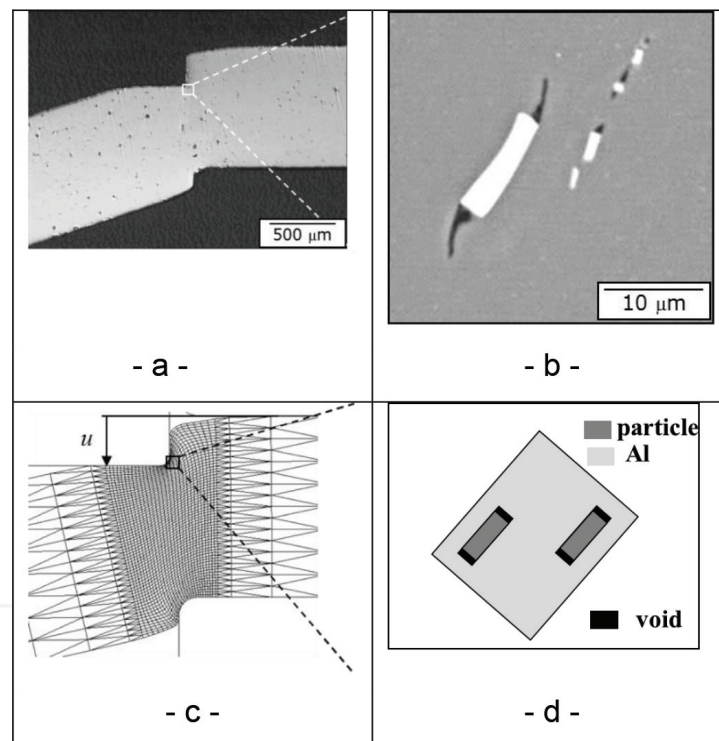 500 μm
10 μm
- a -
- b -
u
particle
Al
void
- c -
- d -